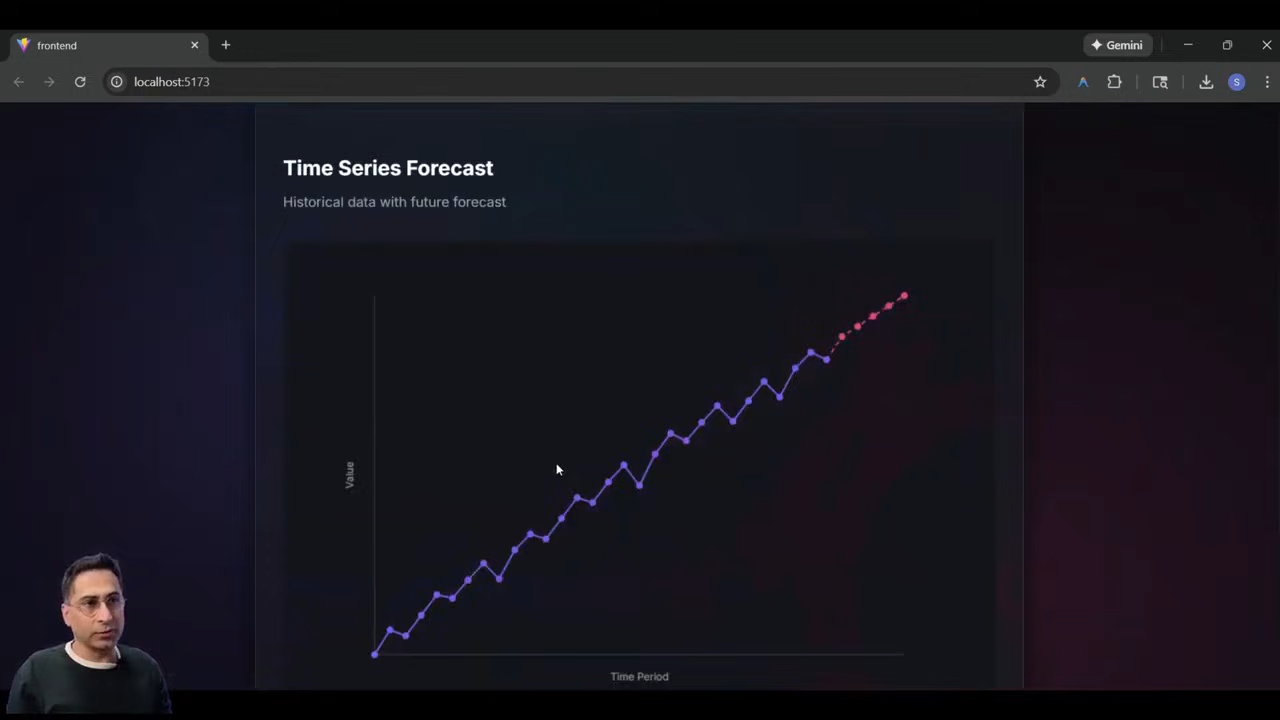 frontend
Gemini
localhost:5173
S
Time Series Forecast
Historical data with future forecast
Value
Time Period